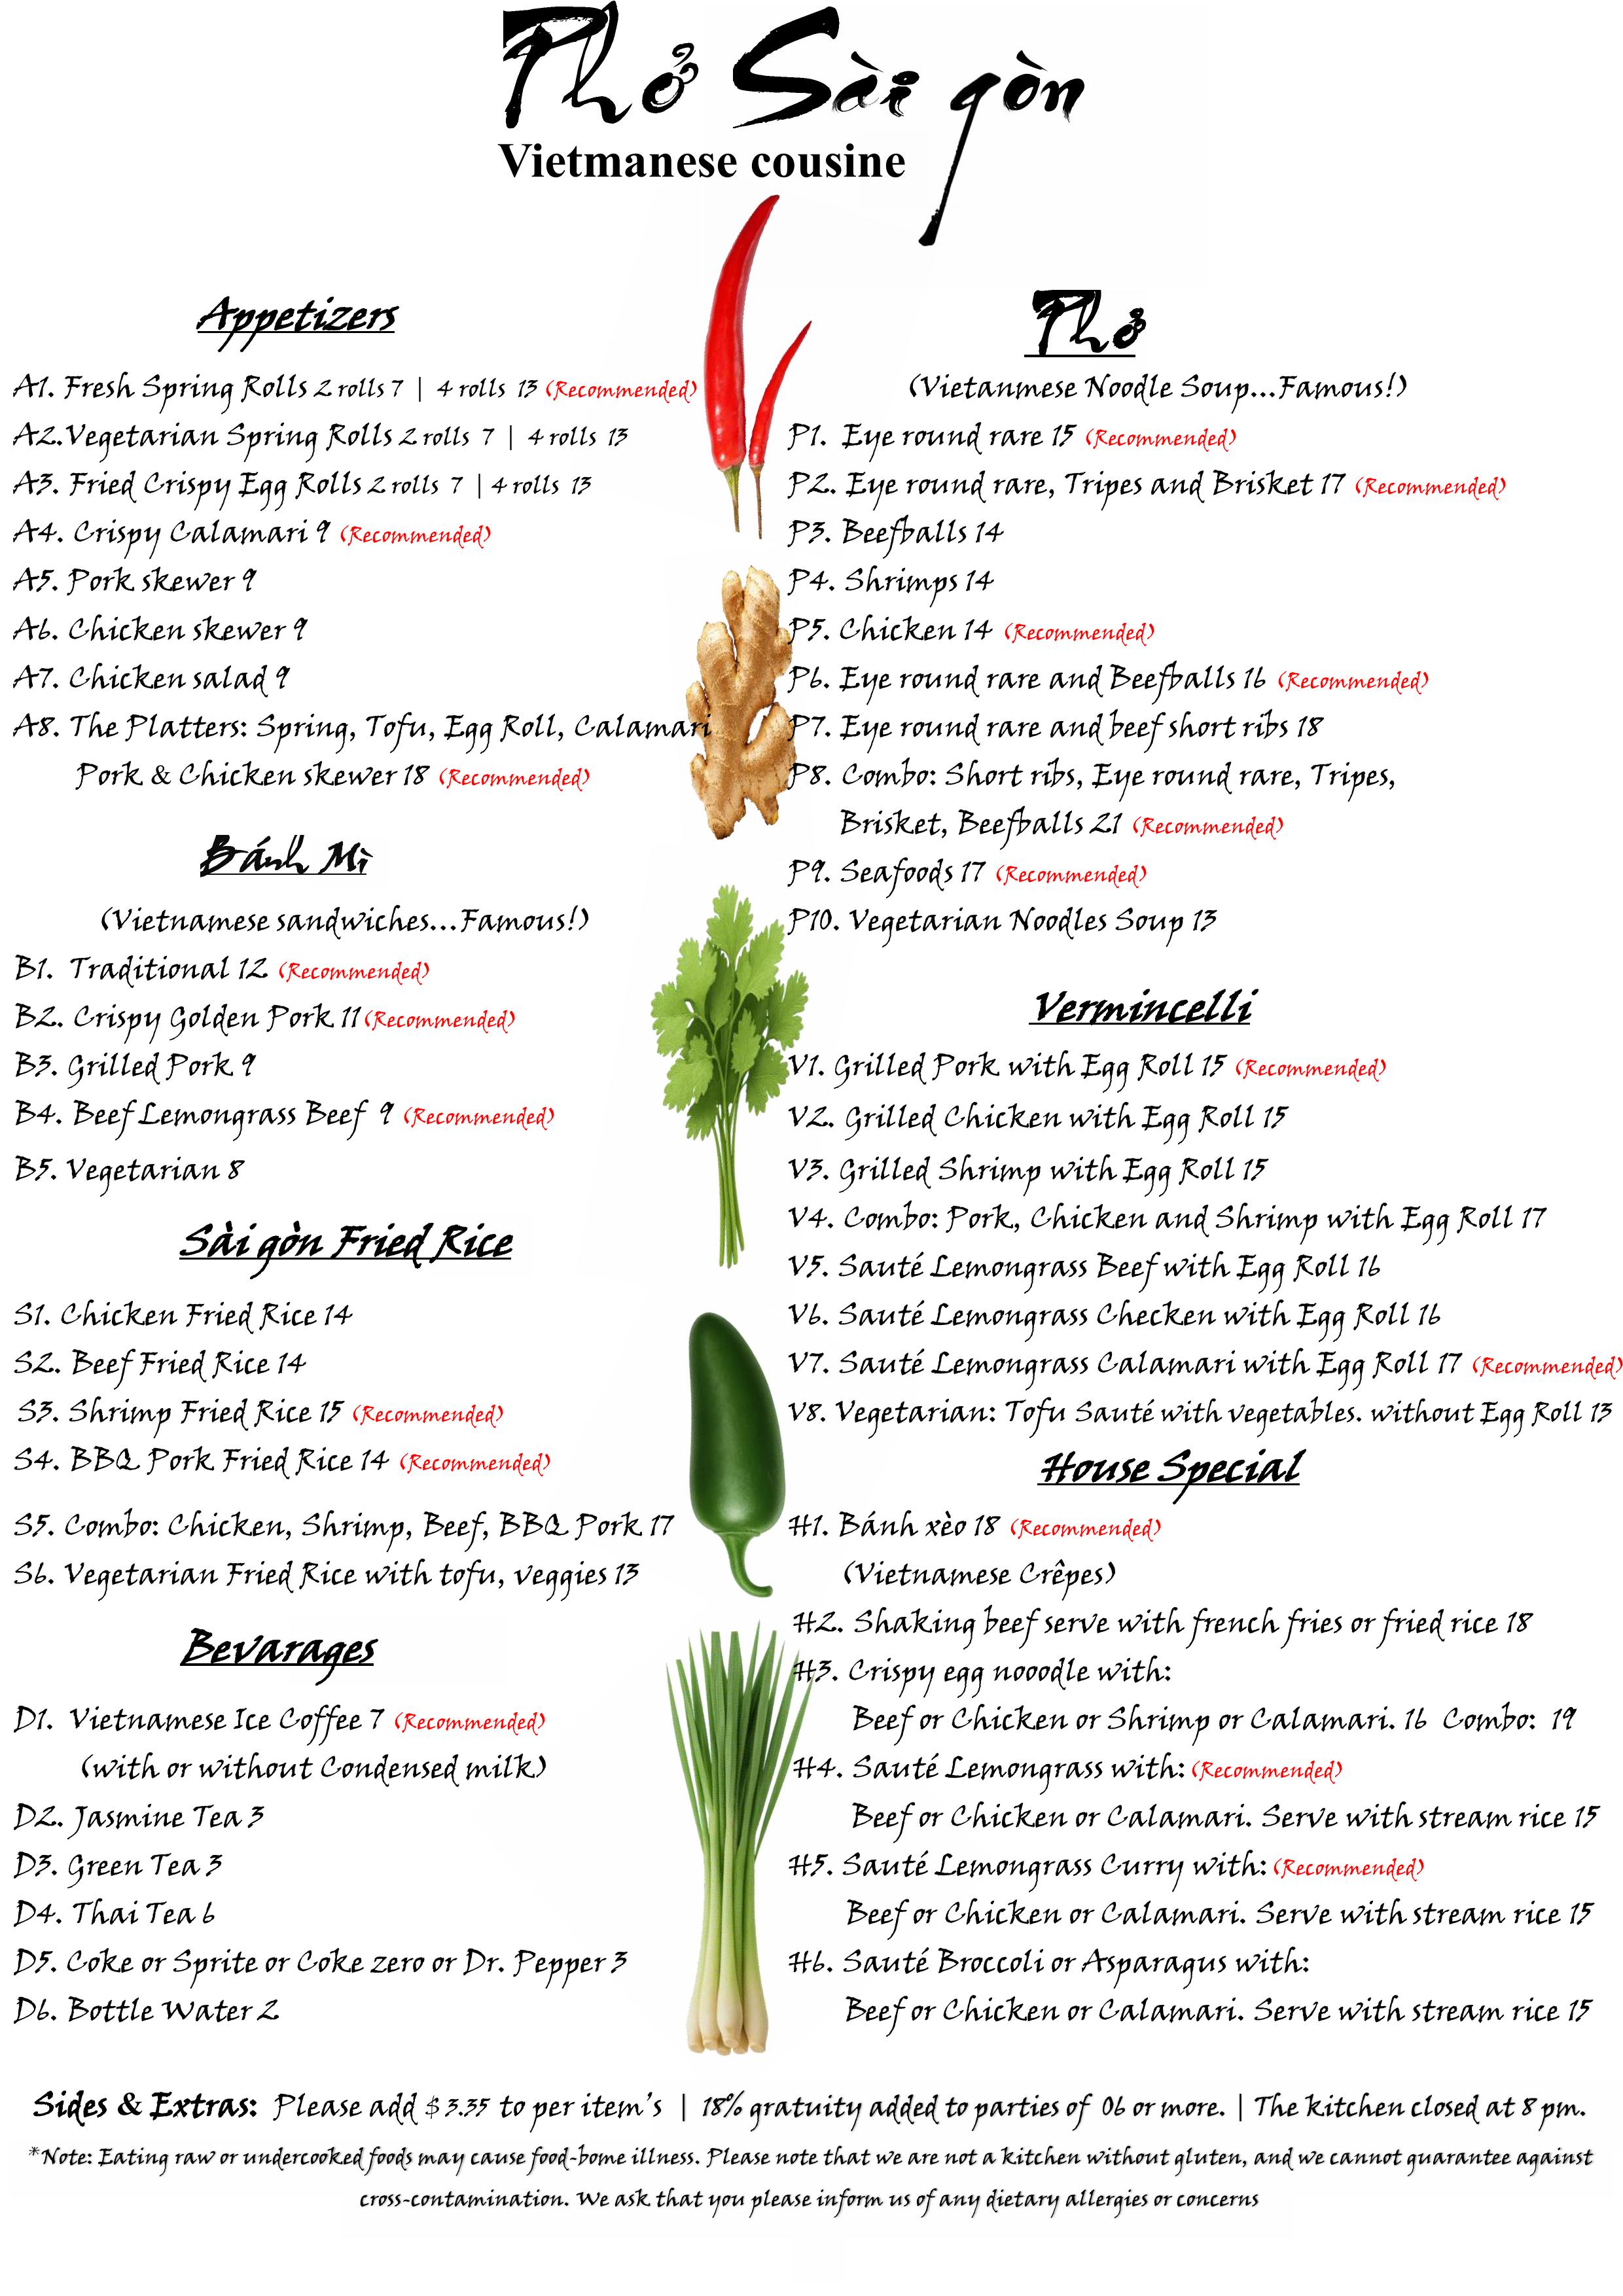 Phở Sài gòn
Vietmanese cousine
Appetizers
A1. Fresh Spring Rolls 2 rolls 7 | 4 rolls 13 (Recommended)
A2.Vegetarian Spring Rolls 2 rolls 7 | 4 rolls 13
A3. Fried Crispy Egg Rolls 2 rolls 7 | 4 rolls 13
A4. Crispy Calamari 9 (Recommended)
A5. Pork skewer 9
A6. Chicken skewer 9
A7. Chicken salad 9
A8. The Platters: Spring, Tofu, Egg Roll, Calamari
Pork & Chicken skewer 18 (Recommended)
Bánh Mì
(Vietnamese sandwiches...Famous!)
B1. Traditional 12 (Recommended)
B2. Crispy Golden Pork 11 (Recommended)
B3. Grilled Pork 9
B4. Beef Lemongrass Beef 9 (Recommended)
B5. Vegetarian 8
Sài gòn Fried Rice
S1. Chicken Fried Rice 14
S2. Beef Fried Rice 14
S3. Shrimp Fried Rice 15 (Recommended)
S4. BBQ Pork Fried Rice 14 (Recommended)
S5. Combo: Chicken, Shrimp, Beef, BBQ Pork 17
S6. Vegetarian Fried Rice with tofu, veggies 13
Bevarages
D1. Vietnamese Ice Coffee 7 (Recommended)
(with or without Condensed milk)
D2. Jasmine Tea 3
D3. Green Tea 3
D4. Thai Tea 6
D5. Coke or Sprite or Coke zero or Dr. Pepper 3
D6. Bottle Water 2
Phở
(Vietanmese Noodle Soup...Famous!)
P1. Eye round rare 15 (Recommended)
P2. Eye round rare, Tripes and Brisket 17 (Recommended)
P3. Beefballs 14
P4. Shrimps 14
P5. Chicken 14 (Recommended)
P6. Eye round rare and Beefballs 16 (Recommended)
P7. Eye round rare and beef short ribs 18
P8. Combo: Short ribs, Eye round rare, Tripes,
Brisket, Beefballs 21 (Recommended)
P9. Seafoods 17 (Recommended)
P10. Vegetarian Noodles Soup 13
Vermincelli
V1. Grilled Pork with Egg Roll 15 (Recommended)
V2. Grilled Chicken with Egg Roll 15
V3. Grilled Shrimp with Egg Roll 15
V4. Combo: Pork, Chicken and Shrimp with Egg Roll 17
V5. Sauté Lemongrass Beef with Egg Roll 16
V6. Sauté Lemongrass Checken with Egg Roll 16
V7. Sauté Lemongrass Calamari with Egg Roll 17 (Recommended)
V8. Vegetarian: Tofu Sauté with vegetables. without Egg Roll 13
House Special
H1. Bánh xèo 18 (Recommended)
(Vietnamese Crêpes)
H2. Shaking beef serve with french fries or fried rice 18
H3. Crispy egg nooodle with:
Beef or Chicken or Shrimp or Calamari. 16 Combo: 19
H4. Sauté Lemongrass with: (Recommended)
Beef or Chicken or Calamari. Serve with stream rice 15
H5. Sauté Lemongrass Curry with: (Recommended)
Beef or Chicken or Calamari. Serve with stream rice 15
H6. Sauté Broccoli or Asparagus with:
Beef or Chicken or Calamari. Serve with stream rice 15
Sides & Extras: Please add $3.35 to per item's | 18% gratuity added to parties of 06 or more. | The kitchen closed at 8 pm.
*Note: Eating raw or undercooked foods may cause food-bome illness. Please note that we are not a kitchen without gluten, and we cannot guarantee against
cross-contamination. We ask that you please inform us of any dietary allergies or concerns